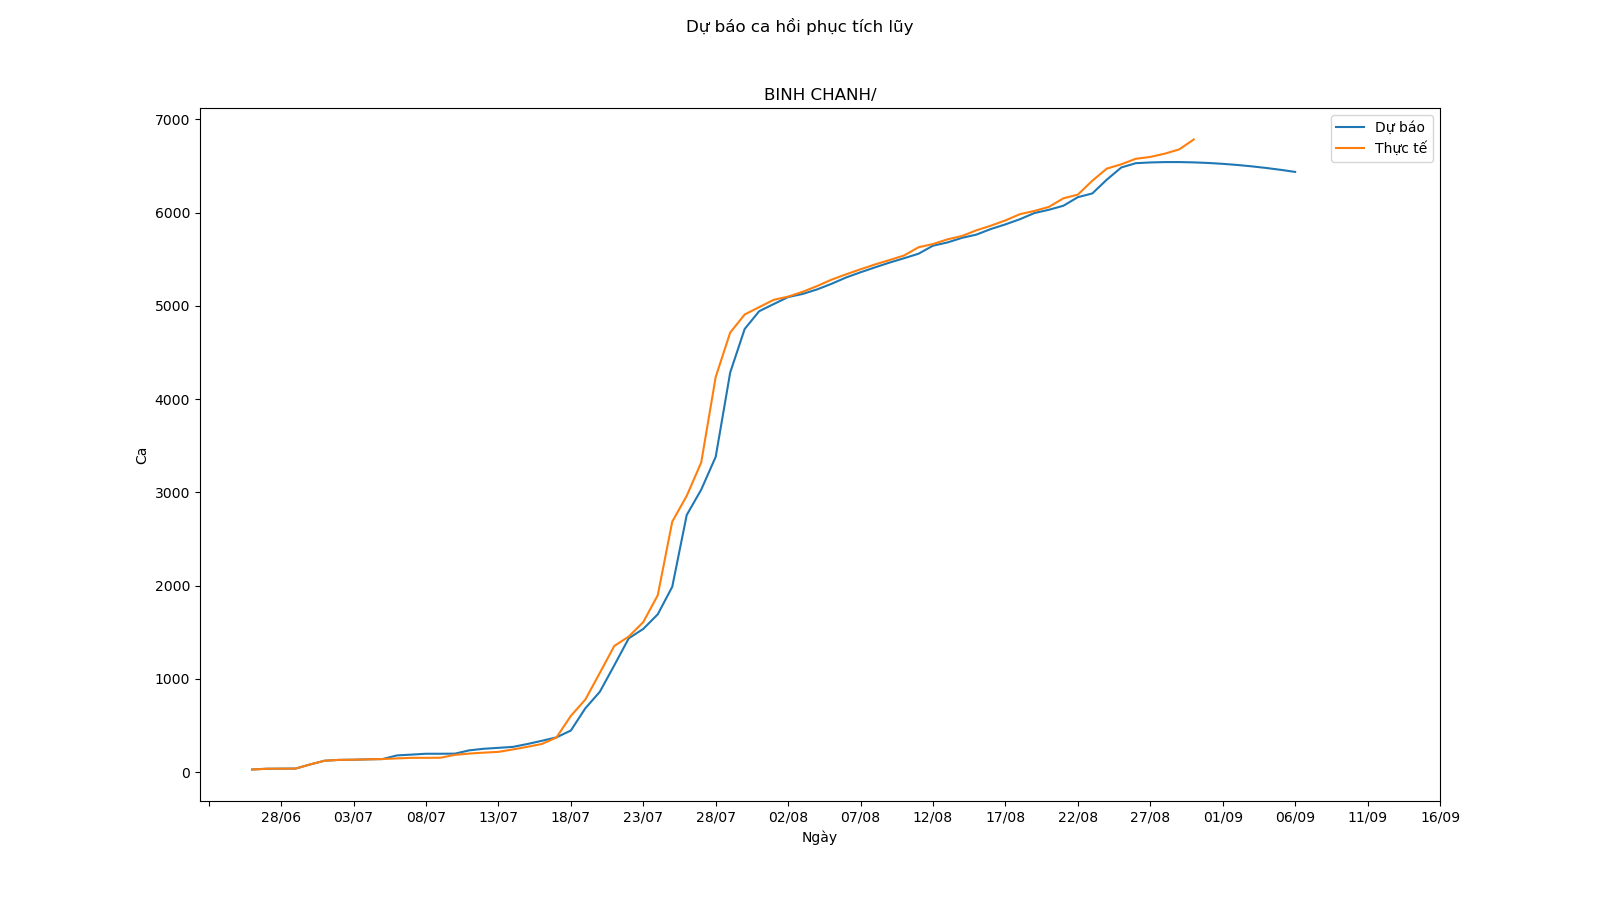 Dự báo ca hồi phục tích lũy
BINH CHANH/
7000
6000
5000
4000
3000
2000
1000
0
Ca
Dự báo
Thực tế
28/06 03/07 08/07 13/07 18/07 23/07 28/07 02/08 07/08 12/08 17/08 22/08 27/08 01/09 06/09 11/09 16/09
Ngày